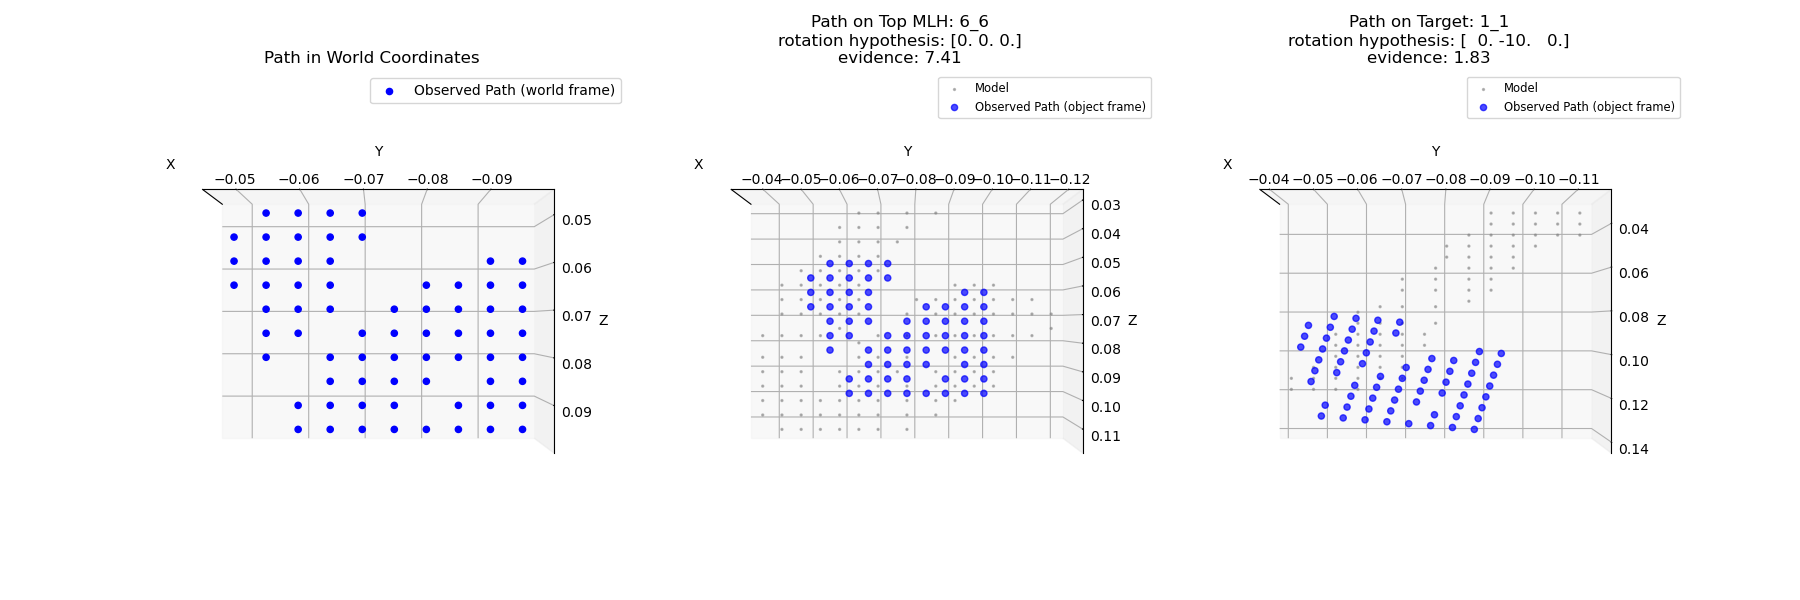 Path in World Coordinates
Observed Path (world frame)
X
Y
−0.05 −0.06 −0.07 −0.08 −0.09
0.05
0.06
0.07
Z
0.08
0.09
Path on Top MLH: 6_6
rotation hypothesis: [0. 0. 0.]
evidence: 7.41
Model
Observed Path (object frame)
X
Y
−0.04 −0.05 −0.06 −0.07 −0.08 −0.09 −0.10 −0.11 −0.12
0.03
0.04
0.05
0.06
0.07
Z
0.08
0.09
0.10
0.11
Path on Target: 1_1
rotation hypothesis: [  0. -10.   0.]
evidence: 1.83
Model
Observed Path (object frame)
X
Y
−0.04 −0.05 −0.06 −0.07 −0.08 −0.09 −0.10 −0.11
0.04
0.06
0.08
Z
0.10
0.12
0.14